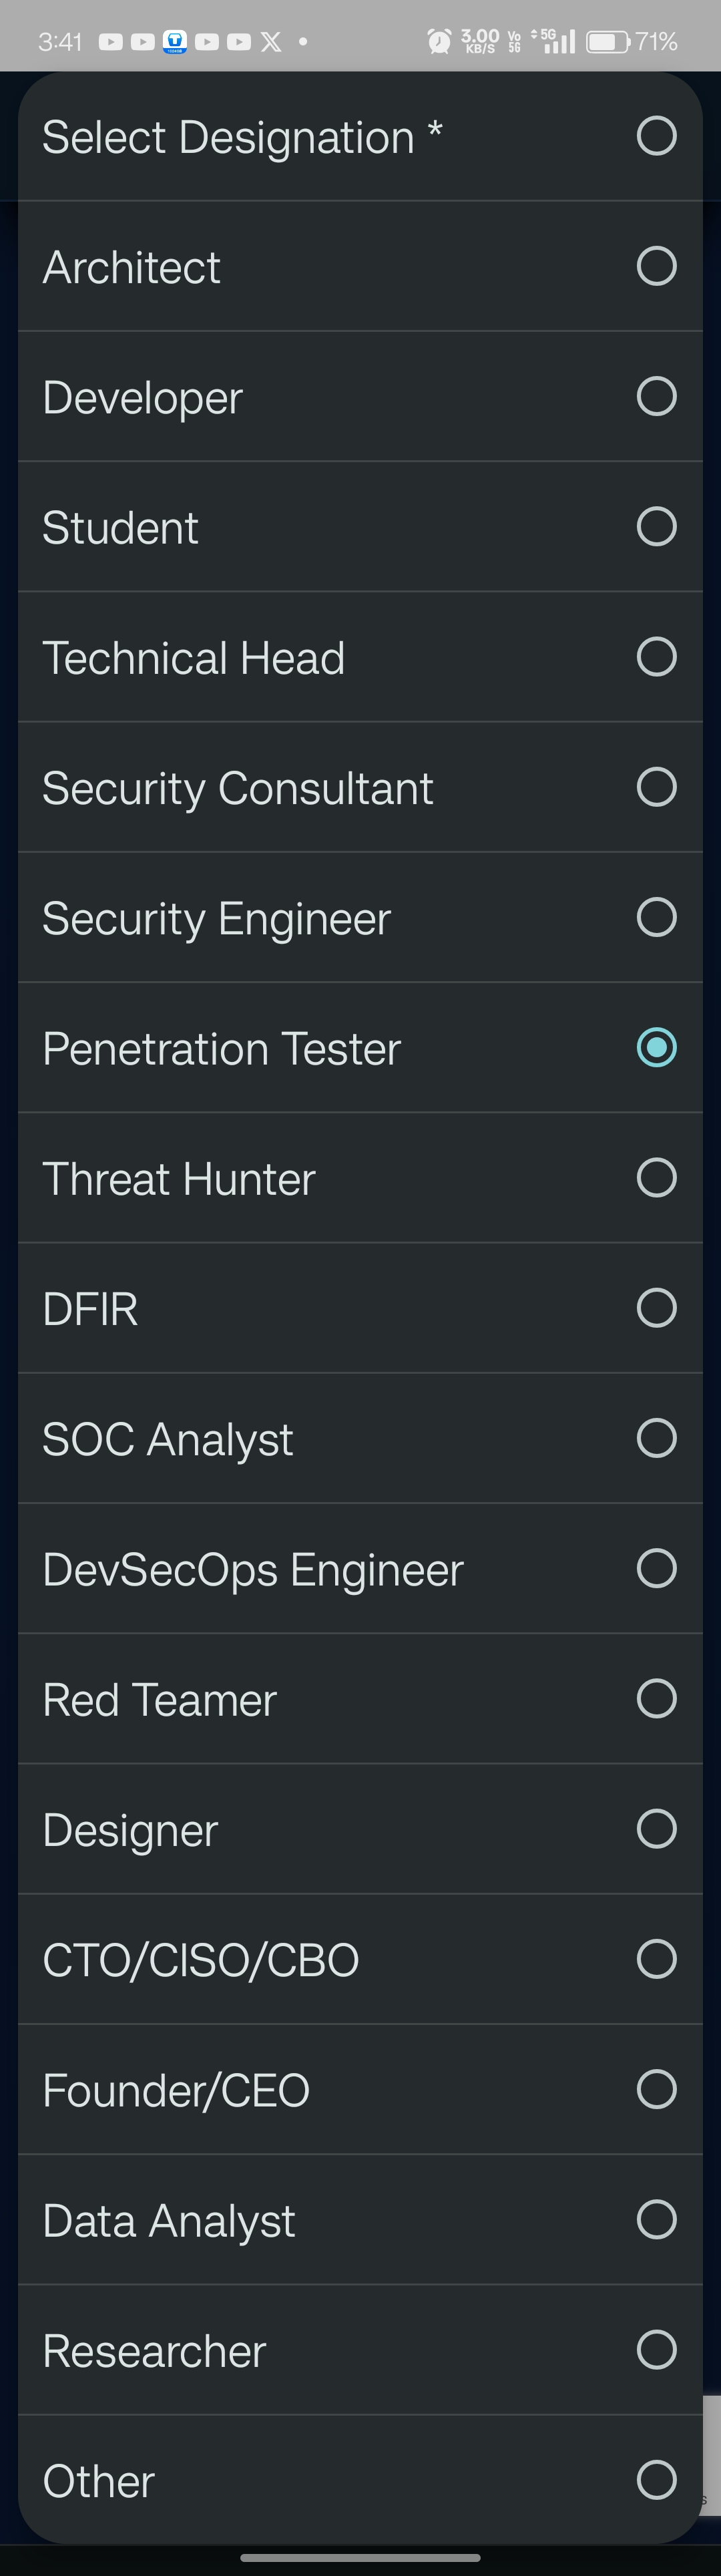 3:41 3.00 KB/S Vo 5G 5G 71%
Select Designation *
Architect
Developer
Student
Technical Head
Security Consultant
Security Engineer
Penetration Tester
Threat Hunter
DFIR
SOC Analyst
DevSecOps Engineer
Red Teamer
Designer
CTO/CISO/CBO
Founder/CEO
Data Analyst
Researcher
Other
s